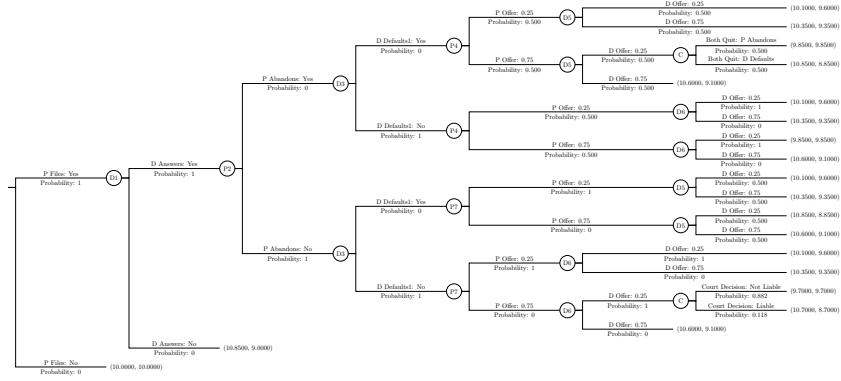 D Offer: 0.25
(10.1000, 9.6000)
Probability: 0.500
P Offer: 0.25
D5
D Offer: 0.75
Probability: 0.500
(10.3500, 9.3500)
Probability: 0.500
D Defaults1: Yes
P4
Both Quit: P Abandons
(9.8500, 9.8500)
Probability: 0
D Offer: 0.25
C
Probability: 0.500
P Offer: 0.75
D5
Probability: 0.500
Both Quit: D Defaults
(10.8500, 8.8500)
Probability: 0.500
Probability: 0.500
D Offer: 0.75
(10.6000, 9.1000)
Probability: 0.500
P Abandons: Yes
D3
Probability: 0
D Offer: 0.25
(10.1000, 9.6000)
Probability: 1
P Offer: 0.25
D6
D Offer: 0.75
Probability: 0.500
(10.3500, 9.3500)
Probability: 0
D Defaults1: No
P4
D Offer: 0.25
(9.8500, 9.8500)
Probability: 1
Probability: 1
P Offer: 0.75
D6
D Offer: 0.75
Probability: 0.500
(10.6000, 9.1000)
Probability: 0
P Files: Yes
D1
D Answers: Yes
P2
Probability: 1
Probability: 1
D Offer: 0.25
(10.1000, 9.6000)
Probability: 0.500
P Offer: 0.25
D5
D Offer: 0.75
Probability: 1
(10.3500, 9.3500)
Probability: 0.500
D Defaults1: Yes
P7
D Offer: 0.25
(10.8500, 8.8500)
Probability: 0
Probability: 0.500
P Offer: 0.75
D5
D Offer: 0.75
Probability: 0
(10.6000, 9.1000)
Probability: 0.500
P Abandons: No
D3
Probability: 1
D Offer: 0.25
(10.1000, 9.6000)
Probability: 1
P Offer: 0.25
D6
D Offer: 0.75
Probability: 1
(10.3500, 9.3500)
Probability: 0
D Defaults1: No
P7
Court Decision: Not Liable
(9.7000, 9.7000)
Probability: 1
D Offer: 0.25
C
Probability: 0.882
P Offer: 0.75
D6
Probability: 1
Court Decision: Liable
(10.7000, 8.7000)
Probability: 0
Probability: 0.118
D Offer: 0.75
(10.6000, 9.1000)
Probability: 0
D Answers: No
(10.8500, 9.0000)
Probability: 0
P Files: No
(10.0000, 10.0000)
Probability: 0